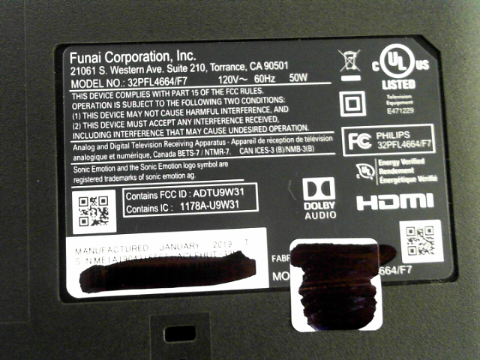 Funai Corporation, Inc.
21061 S. Western Ave. Suite 210, Torrance, CA 90501
MODEL NO.: 32PFL4664/F7 120V~ 60Hz 50W
THIS DEVICE COMPLIES WITH PART 15 OF THE FCC RULES.
OPERATION IS SUBJECT TO THE FOLLOWING TWO CONDITIONS:
(1) THIS DEVICE MAY NOT CAUSE HARMFUL INTERFERENCE, AND
(2) THIS DEVICE MUST ACCEPT ANY INTERFERENCE RECEIVED,
INCLUDING INTERFERENCE THAT MAY CAUSE UNDESIRED OPERATION.
Analog and Digital Television Receiving Apparatus - Appareil de réception de télévision
analogique et numérique, Canada BETS-7 / NTMR-7. CAN ICES-3 (B)/NMB-3(B)
Sonic Emotion and the Sonic Emotion logo symbol are
registered trademarks of sonic emotion ag.
Contains FCC ID : ADTU9W31
Contains IC : 1178A-U9W31
c UL US
LISTED
Television
Equipment
E471229
FC PHILIPS
32PFL4664/F7
UL Energy Verified
Rendement
Énergétique Vérifié
DOLBY
AUDIO
HDMI
MANUFACTURED JANUARY 2019
FABR
MO
4664/F7